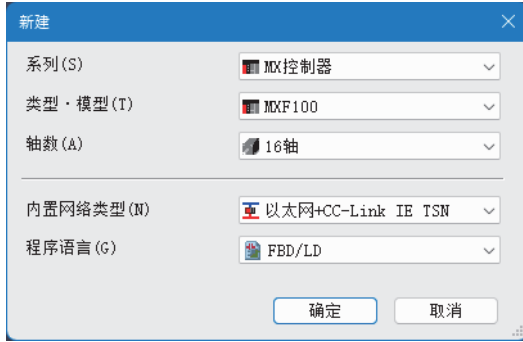 新建
系列(S)
MX控制器
类型·模型(T)
MXF100
轴数(A)
16轴
内置网络类型(N)
以太网+CC-Link IE TSN
程序语言(G)
FBD/LD
确定
取消